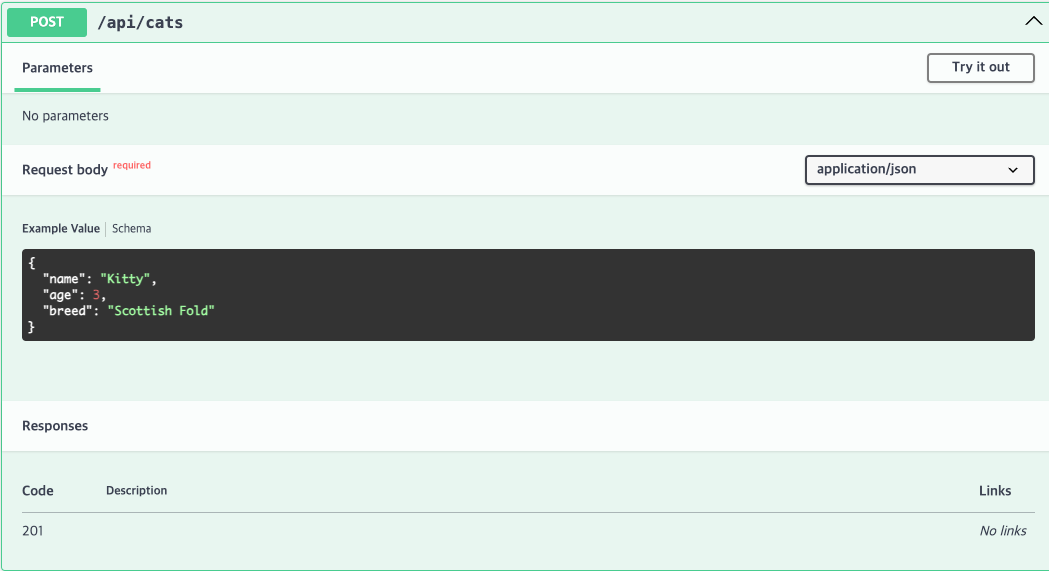 POST /api/cats
Parameters Try it out
No parameters
Request body required application/json
Example Value Schema
{
  "name": "Kitty",
  "age": 3,
  "breed": "Scottish Fold"
}
Responses
Code Description Links
201 No links